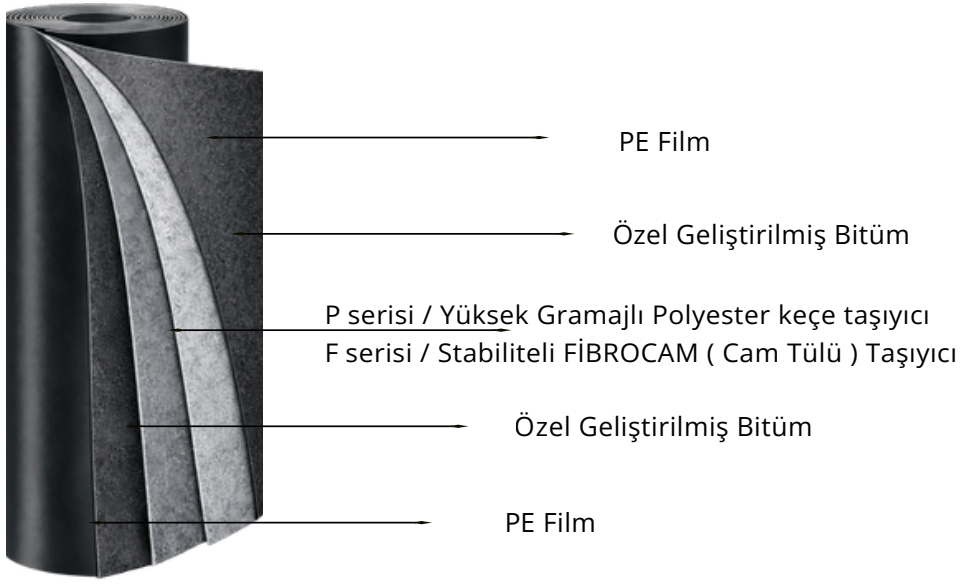 PE Film
Özel Geliştirilmiş Bitüm
P serisi / Yüksek Gramajlı Polyester keçe taşıyıcı
F serisi / Stabiliteli FİBROCAM ( Cam Tülü ) Taşıyıcı
Özel Geliştirilmiş Bitüm
PE Film